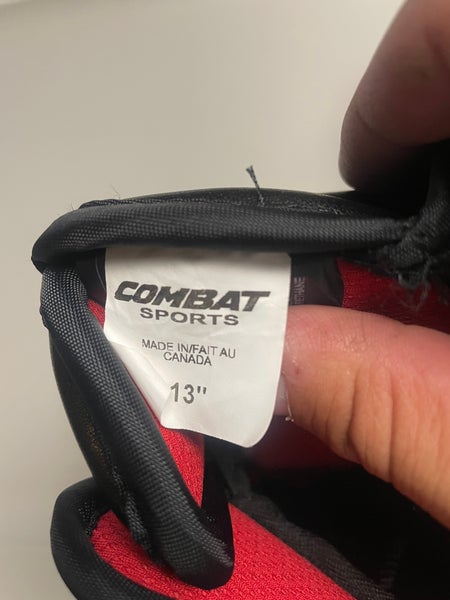 COMBAT
SPORTS
MADE IN/FAIT AU
CANADA
13"